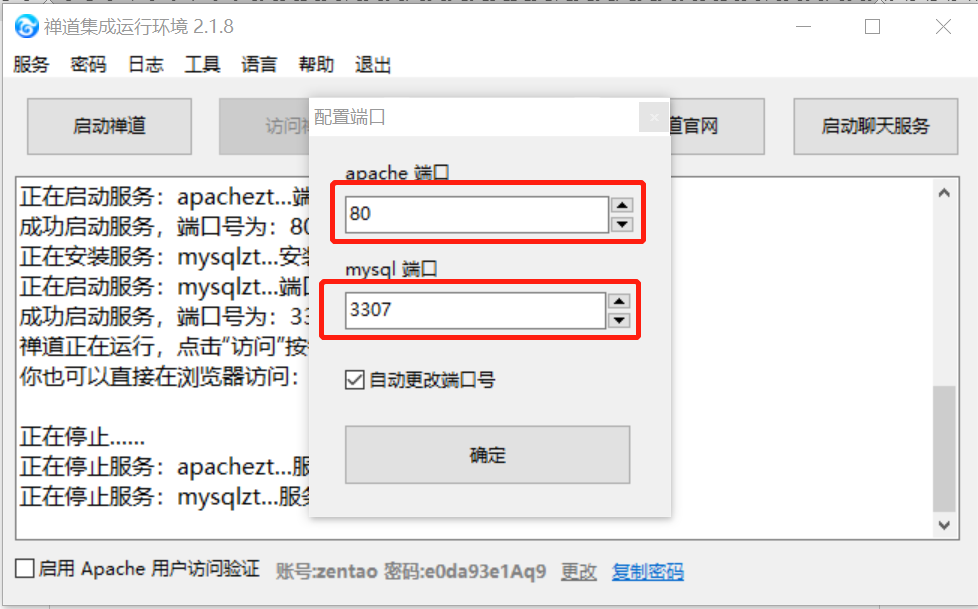 禅道集成运行环境 2.1.8
服务 密码 日志 工具 语言 帮助 退出
启动禅道 访问 道官网 启动聊天服务
配置端口
apache 端口
80
mysql 端口
3307
自动更改端口号
确定
正在启动服务：apachezt...端
成功启动服务，端口号为：80
正在安装服务：mysqlzt...安装
正在启动服务：mysqlzt...端口
成功启动服务，端口号为：33
禅道正在运行，点击“访问”按
你也可以直接在浏览器访问：
正在停止......
正在停止服务：apachezt...服
正在停止服务：mysqlzt...服务
启用 Apache 用户访问验证 账号:zentao 密码:e0da93e1Aq9 更改 复制密码